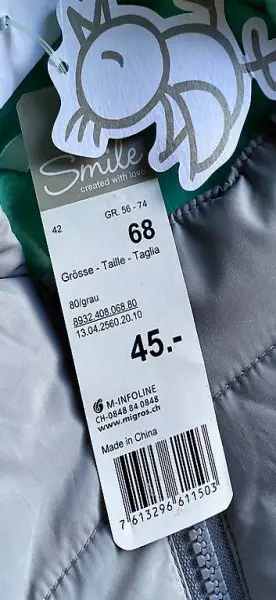 Smile
created with love
42 GR. 56 - 74
68
Grösse - Taille - Taglia
80/grau
8932.408.068.80
13.04.2560.20.10
45.-
M-INFOLINE
CH-0848 84 0848
www.migros.ch
Made in China
7 613296 611503